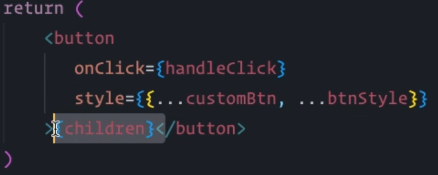 return (
<button
onClick={handleClick}
style={{...customBtn, ...btnStyle}}
>{children}</button>
)